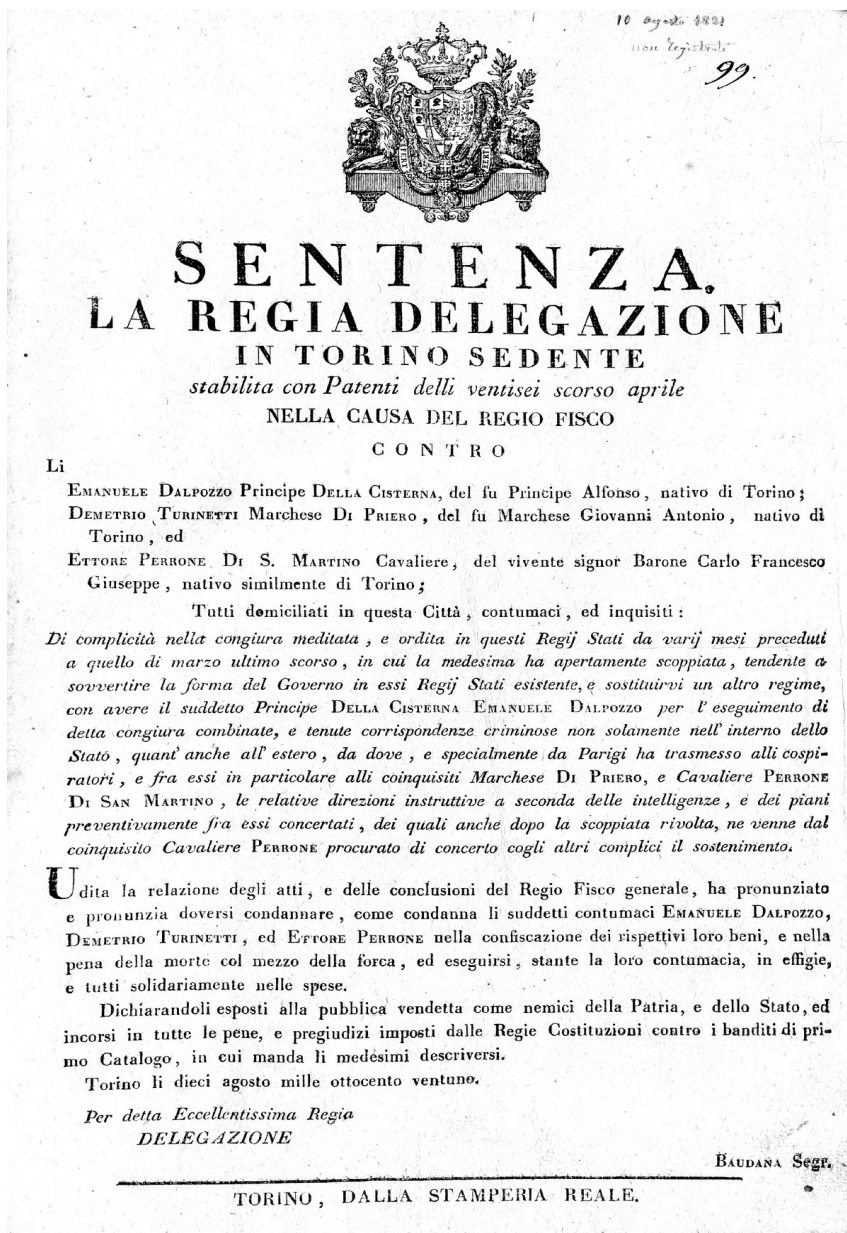 10 agosto 1821
non registrato
99.
SENTENZA.
LA REGIA DELEGAZIONE
IN TORINO SEDENTE
stabilita con Patenti delli ventisei scorso aprile
NELLA CAUSA DEL REGIO FISCO
CONTRO
Li
EMANUELE DALPOZZO Principe DELLA CISTERNA, del fu Principe Alfonso, nativo di Torino;
DEMETRIO TURINETTI Marchese DI PRIERO, del fu Marchese Giovanni Antonio, nativo di
Torino, ed
ETTORE PERRONE DI S. MARTINO Cavaliere, del vivente signor Barone Carlo Francesco
Giuseppe, nativo similmente di Torino;
Tutti domiciliati in questa Città, contumaci, ed inquisiti:
Di complicità nella congiura meditata, e ordita in questi Regij Stati da varij mesi preceduti
a quello di marzo ultimo scorso, in cui la medesima ha apertamente scoppiata, tendente a
sovvertire la forma del Governo in essi Regij Stati esistente, e sostituirvi un altro regime,
con avere il suddetto Principe DELLA CISTERNA EMANUELE DALPOZZO per l'eseguimento di
detta congiura combinate, e tenute corrispondenze criminose non solamente nell'interno dello
Stato, quant'anche all'estero, da dove, e specialmente da Parigi ha trasmesso alli cospi-
ratori, e fra essi in particolare alli coinquisiti Marchese DI PRIERO, e Cavaliere PERRONE
DI SAN MARTINO, le relative direzioni instruttive a seconda delle intelligenze, e dei piani
preventivamente fra essi concertati, dei quali anche dopo la scoppiata rivolta, ne venne dal
coinquisito Cavaliere PERRONE procurato di concerto cogli altri complici il sostenimento.
Udita la relazione degli atti, e delle conclusioni del Regio Fisco generale, ha pronunziato
e pronunzia doversi condannare, come condanna li suddetti contumaci EMANUELE DALPOZZO,
DEMETRIO TURINETTI, ed ETTORE PERRONE nella confiscazione dei rispettivi loro beni, e nella
pena della morte col mezzo della forca, ed eseguirsi, stante la loro contumacia, in effigie,
e tutti solidariamente nelle spese.
Dichiarandoli esposti alla pubblica vendetta come nemici della Patria, e dello Stato, ed
incorsi in tutte le pene, e pregiudizi imposti dalle Regie Costituzioni contro i banditi di pri-
mo Catalogo, in cui manda li medesimi descriversi.
Torino li dieci agosto mille ottocento ventuno.
Per detta Eccellentissima Regia
DELEGAZIONE
BAUDANA Segr.
TORINO, DALLA STAMPERIA REALE.